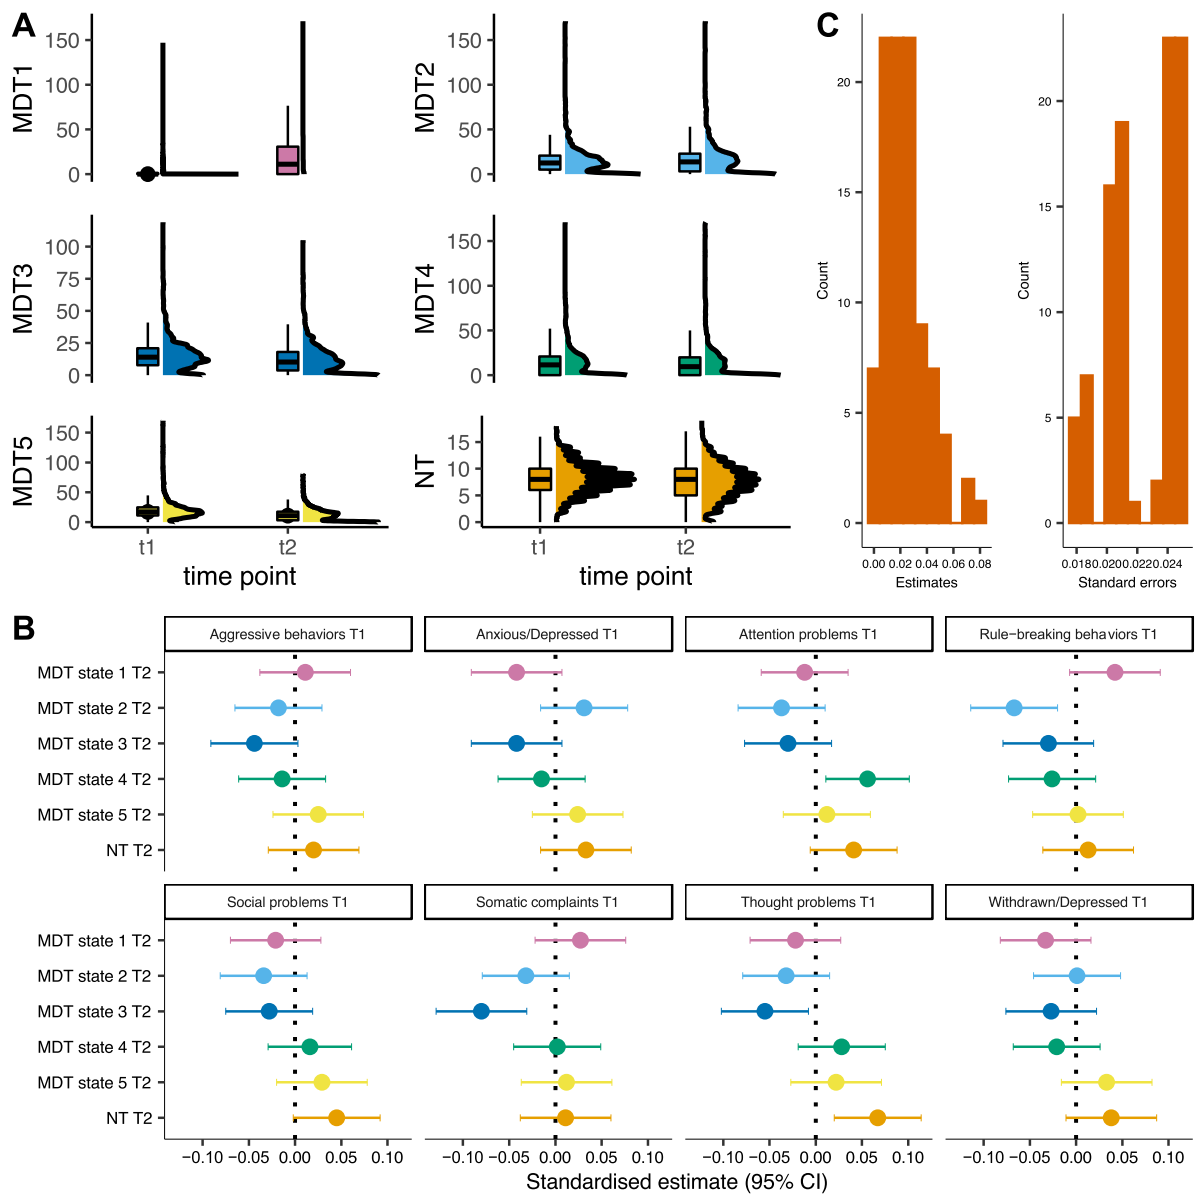 A
MDT1
150
100
50
0
MDT2
150
100
50
0
MDT3
100
75
50
25
0
MDT4
150
100
50
0
MDT5
150
100
50
0
t1
t2
time point
NT
15
10
5
0
t1
t2
time point
C
Count
20
15
10
5
0
0.00 0.02 0.04 0.06 0.08
Estimates
Count
20
15
10
5
0
0.018 0.020 0.022 0.024
Standard errors
B
Aggressive behaviors T1
Anxious/Depressed T1
Attention problems T1
Rule−breaking behaviors T1
MDT state 1 T2
MDT state 2 T2
MDT state 3 T2
MDT state 4 T2
MDT state 5 T2
NT T2
Social problems T1
Somatic complaints T1
Thought problems T1
Withdrawn/Depressed T1
MDT state 1 T2
MDT state 2 T2
MDT state 3 T2
MDT state 4 T2
MDT state 5 T2
NT T2
−0.10 −0.05 0.00 0.05 0.10
−0.10 −0.05 0.00 0.05 0.10
−0.10 −0.05 0.00 0.05 0.10
−0.10 −0.05 0.00 0.05 0.10
Standardised estimate (95% CI)